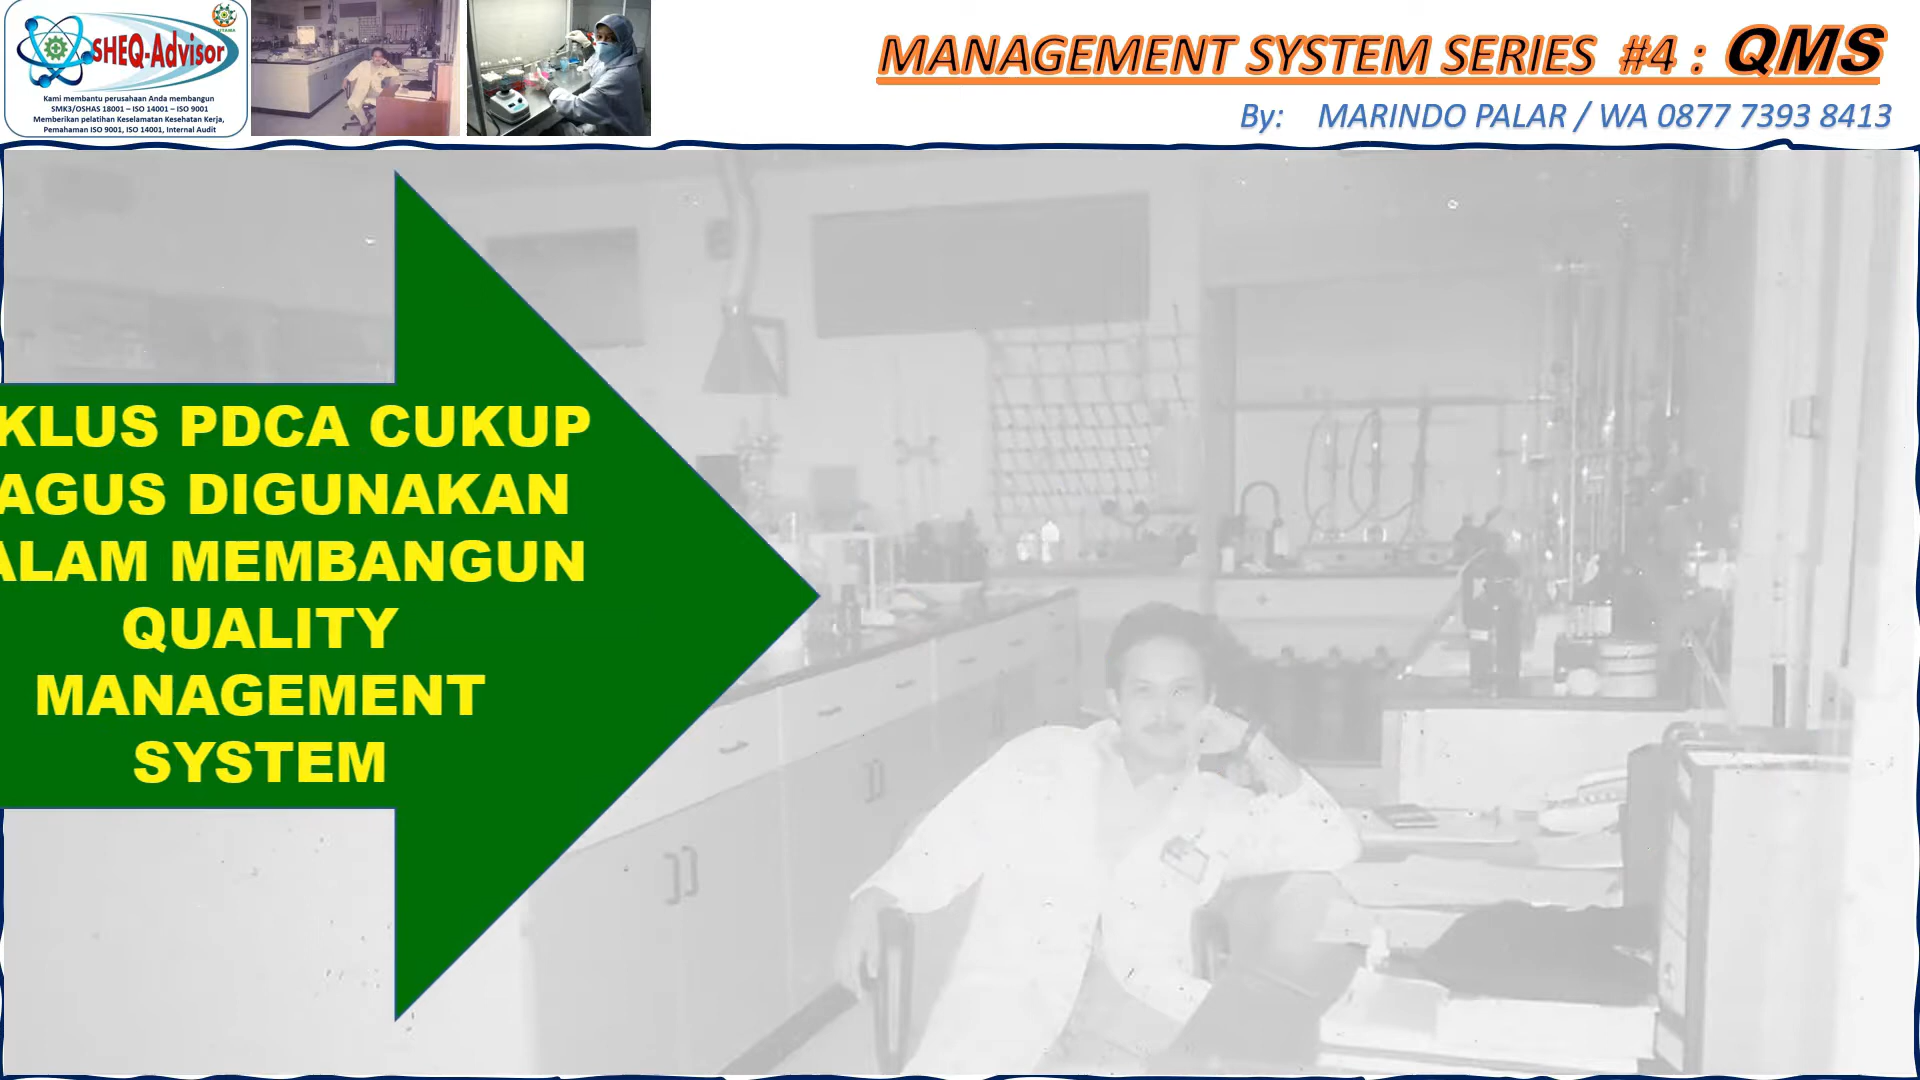 SHEQ-Advisor
Kami membantu perusahaan Anda membangun
SMK3/OSHAS 18001 – ISO 14001 – ISO 9001
Memberikan pelatihan Keselamatan Kesehatan Kerja,
Pemahaman ISO 9001, ISO 14001, Internal Audit
MANAGEMENT SYSTEM SERIES #4 : QMS
By: MARINDO PALAR / WA 0877 7393 8413
KLUS PDCA CUKUP
AGUS DIGUNAKAN
ALAM MEMBANGUN
QUALITY
MANAGEMENT
SYSTEM